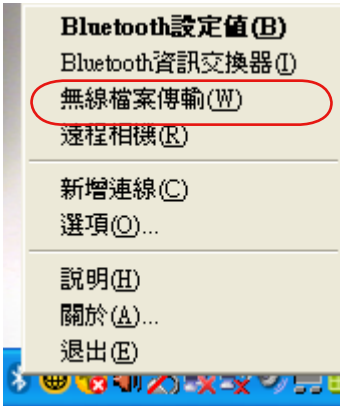 Bluetooth設定值(B)
Bluetooth資訊交換器(I)
無線檔案傳輸(W)
遠程相機(R)
新增連線(C)
選項(O)...
說明(H)
關於(A)...
退出(E)